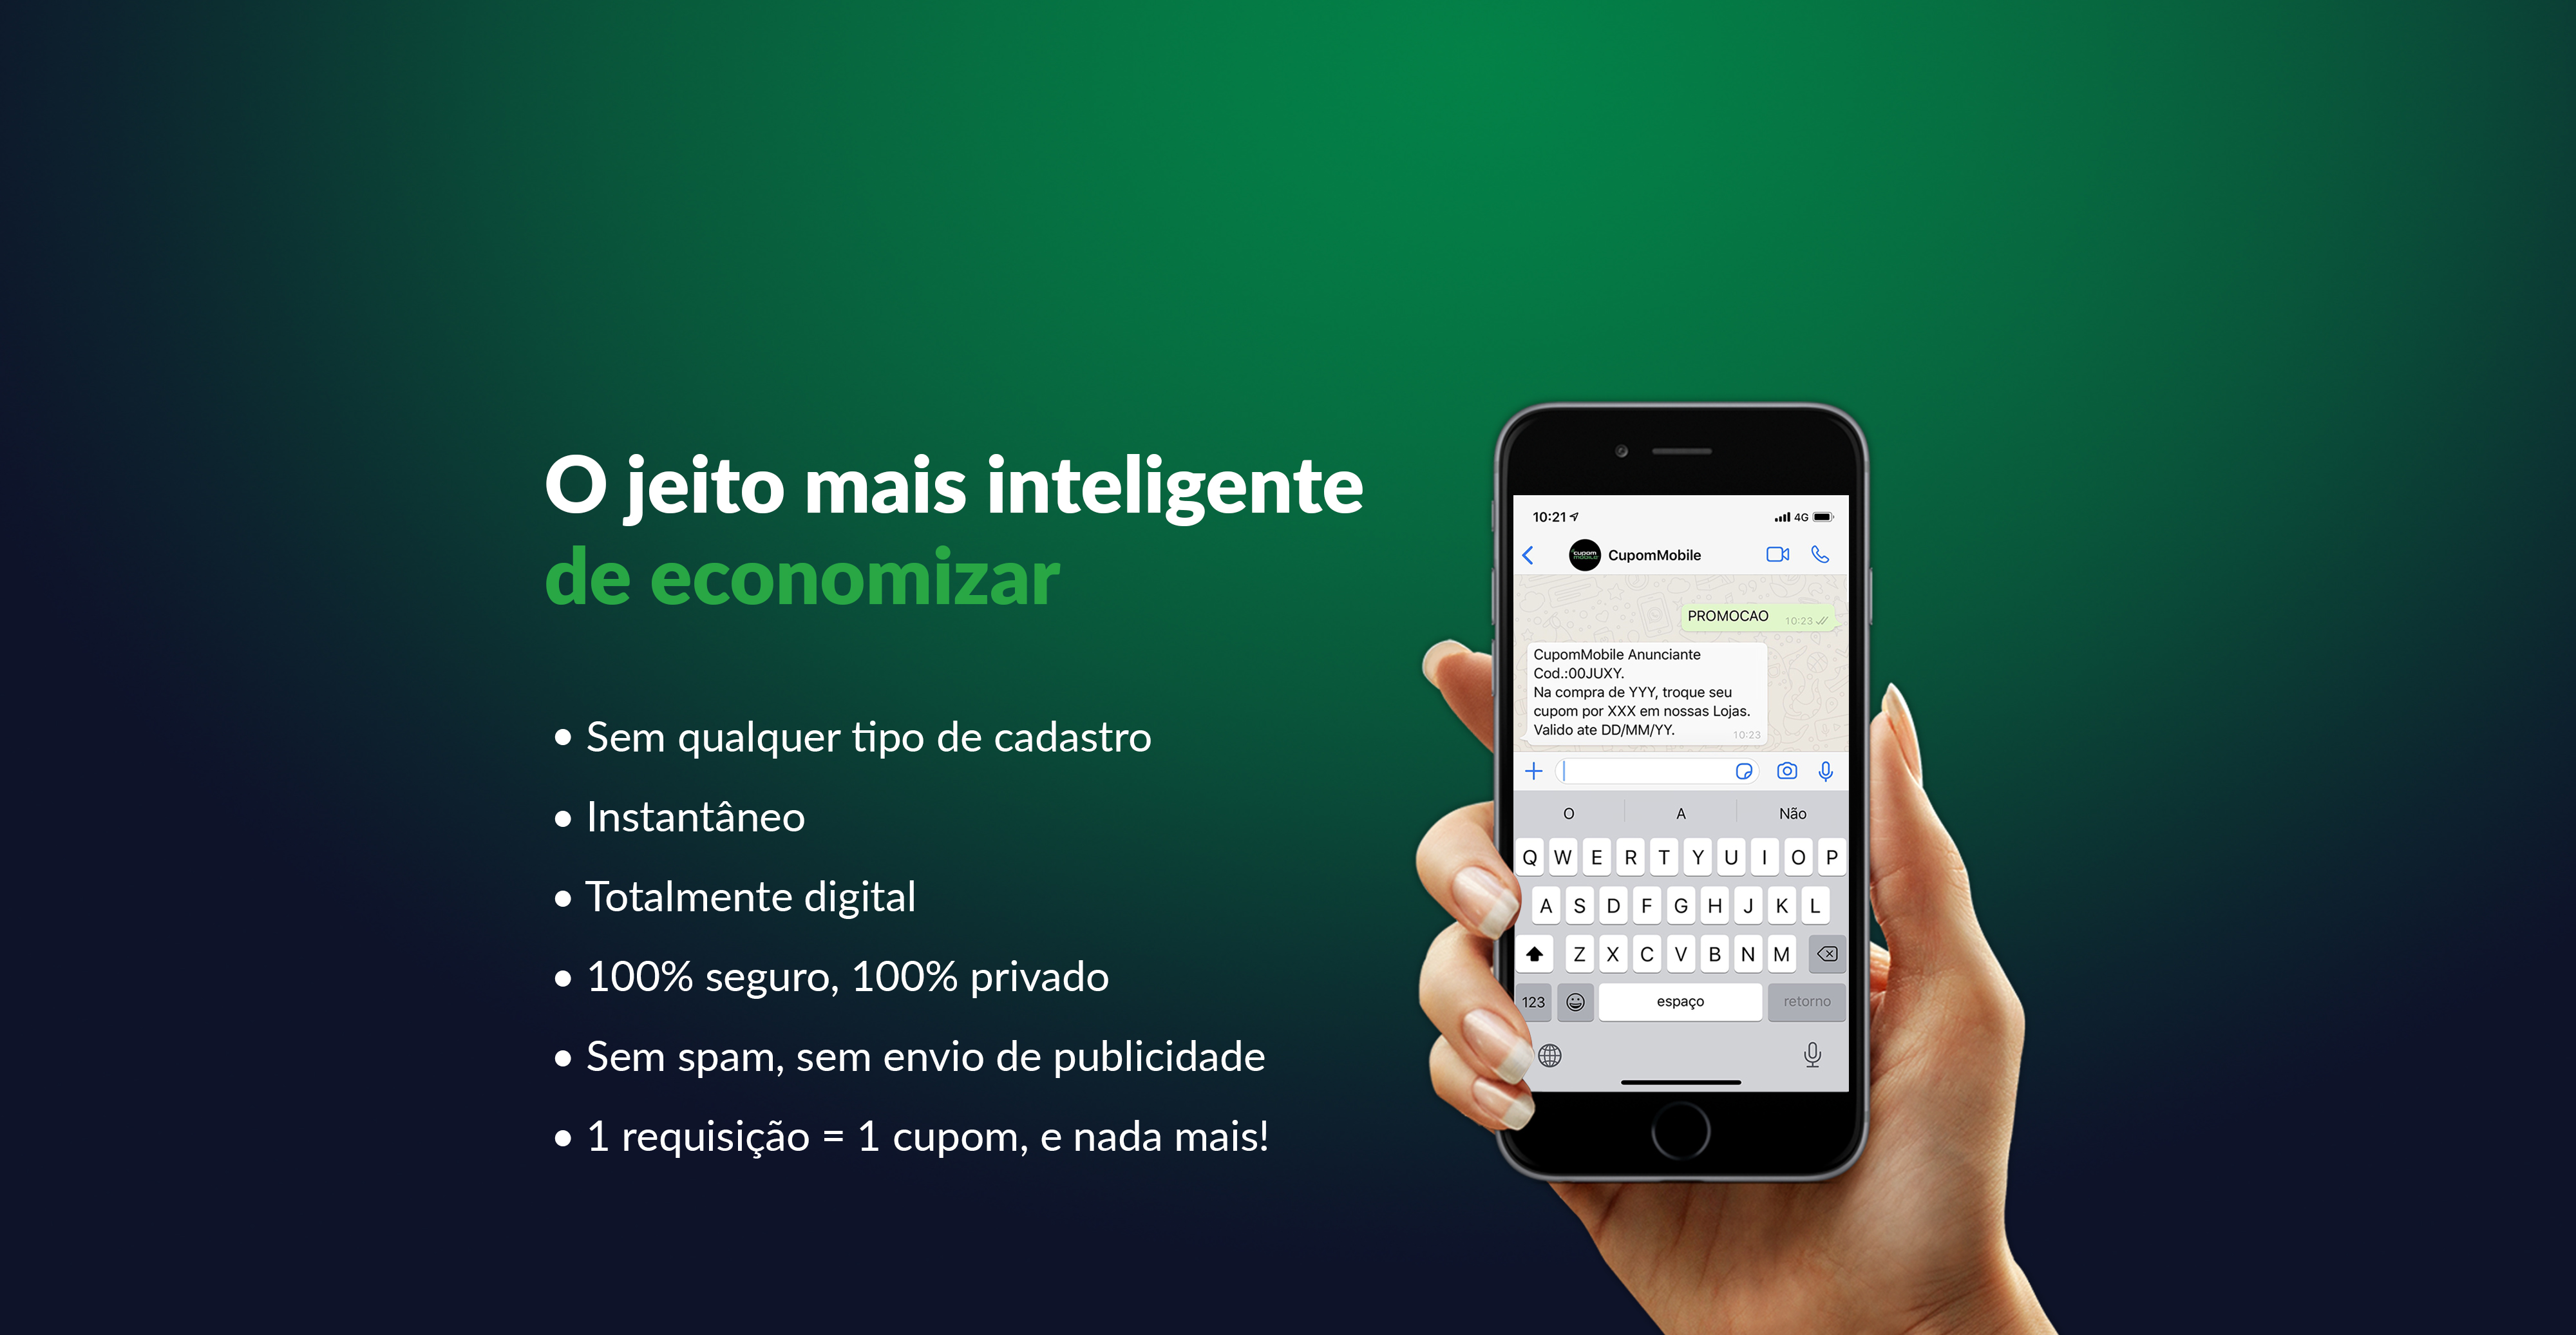 O jeito mais inteligente
de economizar
• Sem qualquer tipo de cadastro
• Instantâneo
• Totalmente digital
• 100% seguro, 100% privado
• Sem spam, sem envio de publicidade
• 1 requisição = 1 cupom, e nada mais!
10:21 4G
cupom
MOBILE
CupomMobile
PROMOCAO 10:23
CupomMobile Anunciante
Cod.:00JUXY.
Na compra de YYY, troque seu
cupom por XXX em nossas Lojas.
Valido ate DD/MM/YY. 10:23
O A Não
Q W E R T Y U I O P
A S D F G H J K L
Z X C V B N M
123 espaço retorno